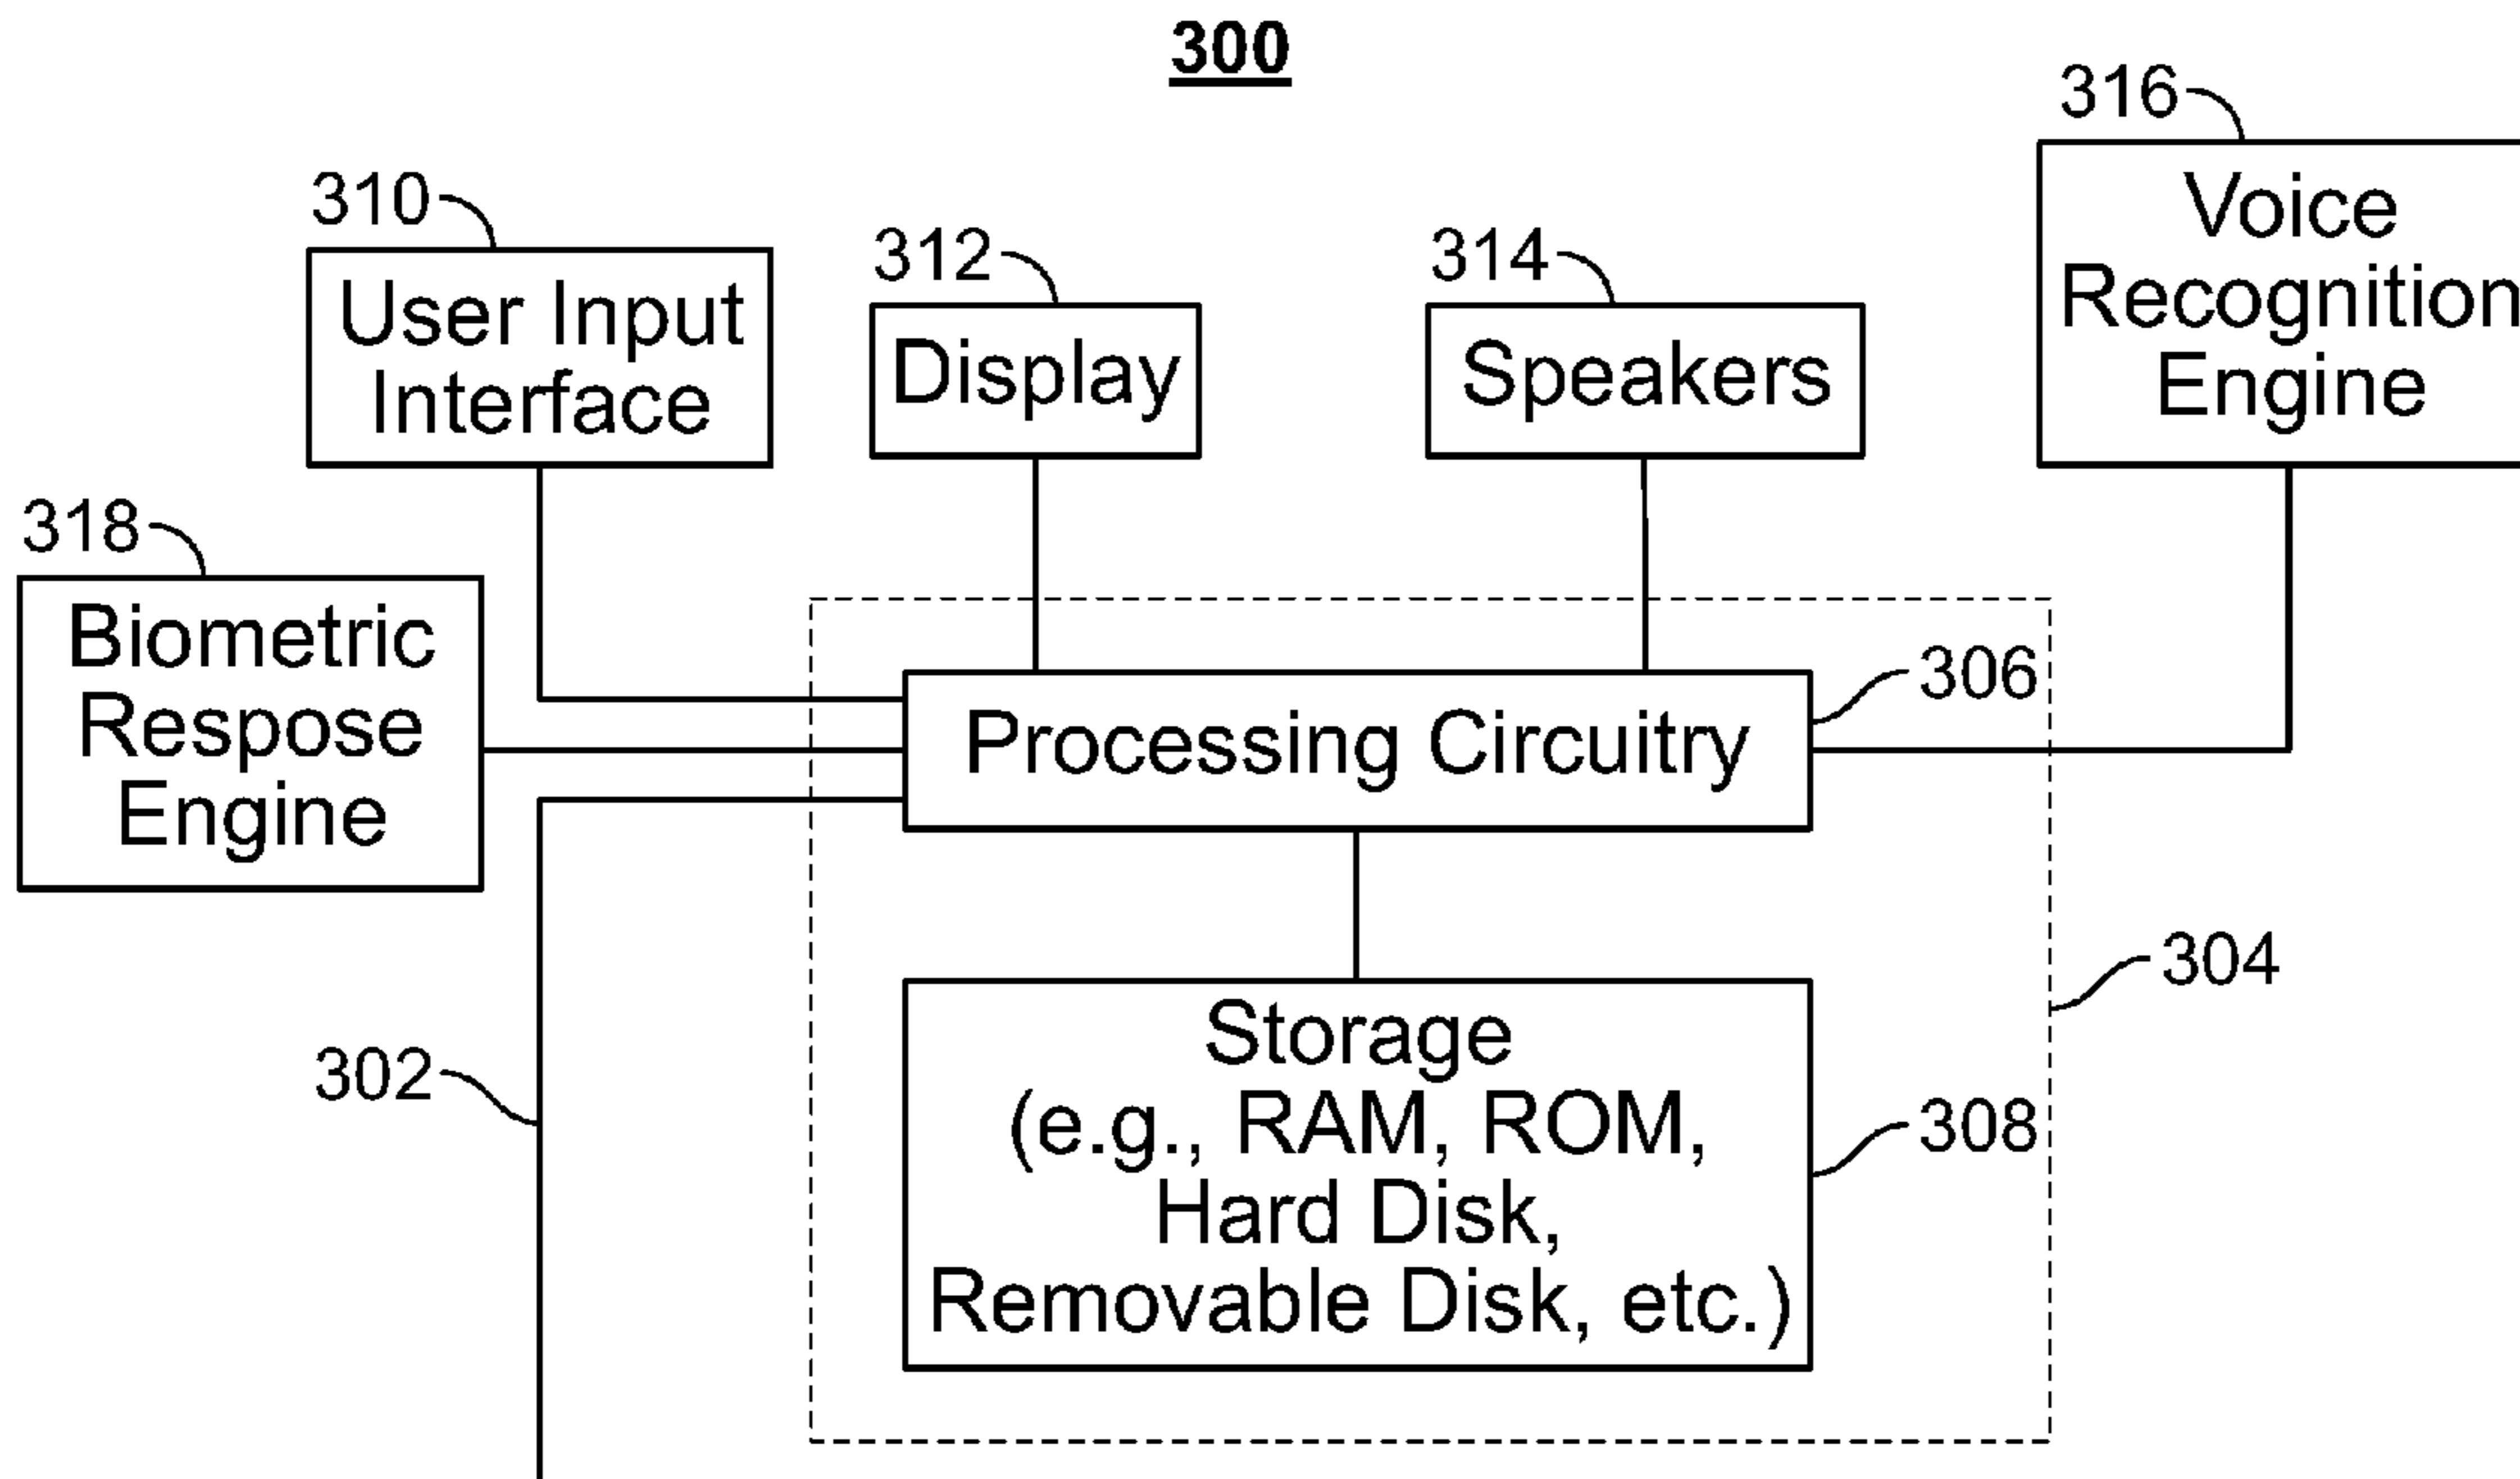 300
316
Voice
Recognition
Engine
310
User Input
Interface
312
Display
314
Speakers
318
Biometric
Respose
Engine
306
Processing Circuitry
304
302
Storage
(e.g., RAM, ROM,
Hard Disk,
Removable Disk, etc.)
308